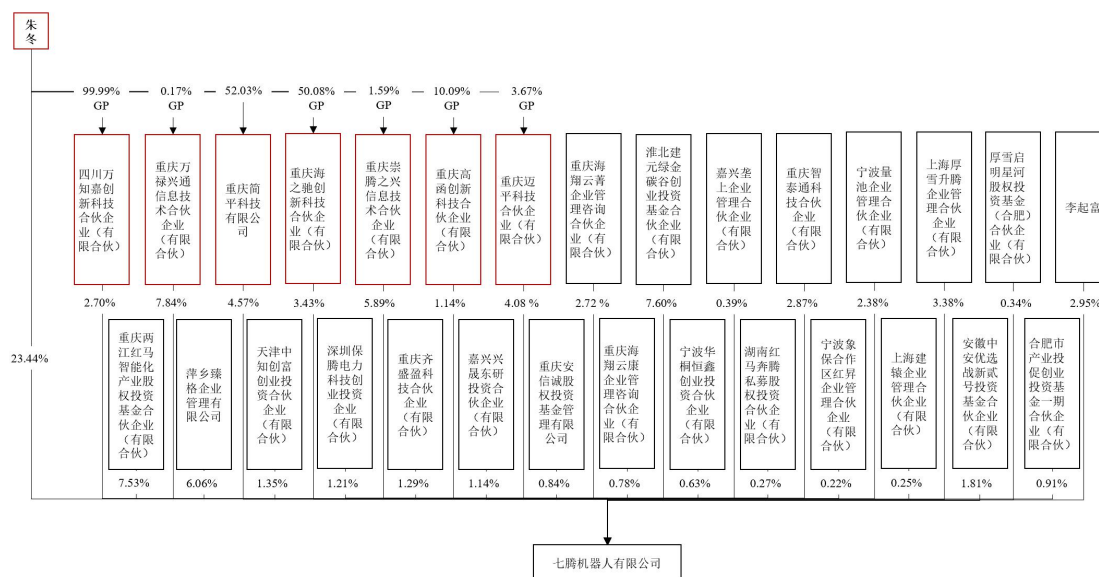 朱
冬
99.99%
GP
0.17%
GP
52.03%
50.08%
GP
1.59%
GP
10.09%
GP
3.67%
GP
四川万
知嘉创
新科技
合伙企
业（有
限合伙）
重庆万
禄兴通
信息技
术合伙
企业
（有限
合伙）
重庆简
平科技
有限公
司
重庆海
之驰创
新科技
合伙企
业（有
限合伙）
重庆崇
腾之兴
信息技
术合伙
企业
（有限
合伙）
重庆高
函创新
科技合
伙企业
（有限
合伙）
重庆迈
平科技
合伙企
业（有
限合伙）
重庆海
翔云菁
企业管
理咨询
合伙企
业（有
限合伙）
淮北建
元绿金
碳谷创
业投资
基金合
伙企业
（有限
合伙）
嘉兴垄
上企业
管理合
伙企业
（有限
合伙）
重庆智
泰通科
技合伙
企业
（有限
合伙）
宁波量
池企业
管理合
伙企业
（有限
合伙）
上海厚
雪升腾
企业管
理合伙
企业
（有限
合伙）
厚雪启
明星河
股权投
资基金
（合肥）
合伙企
业（有
限合伙）
李起富
2.70%
7.84%
4.57%
3.43%
5.89%
1.14%
4.08%
2.72%
7.60%
0.39%
2.87%
2.38%
3.38%
0.34%
2.95%
23.44%
重庆两
江红马
智能化
产业股
权投资
基金合
伙企业
（有限
合伙）
萍乡臻
格企业
管理有
限公司
天津中
知创富
创业投
资合伙
企业
（有限
合伙）
深圳保
腾电力
科技创
业投资
企业
（有限
合伙）
重庆齐
盛盈科
技合伙
企业
（有限
合伙）
嘉兴兴
晟东研
投资合
伙企业
（有限
合伙）
重庆安
信诚股
权投资
基金管
理有限
公司
重庆海
翔云康
企业管
理咨询
合伙企
业（有
限合伙）
宁波华
桐恒鑫
创业投
资合伙
企业
（有限
合伙）
湖南红
马奔腾
私募股
权投资
合伙企
业（有
限合伙）
宁波象
保合作
区红昇
企业管
理合伙
企业
（有限
合伙）
上海建
辕企业
管理合
伙企业
（有限
合伙）
安徽中
安优选
战新贰
号投资
基金合
伙企业
（有限
合伙）
合肥市
产业投
促创业
投资基
金一期
合伙企
业（有
限合伙）
7.53%
6.06%
1.35%
1.21%
1.29%
1.14%
0.84%
0.78%
0.63%
0.27%
0.22%
0.25%
1.81%
0.91%
七腾机器人有限公司